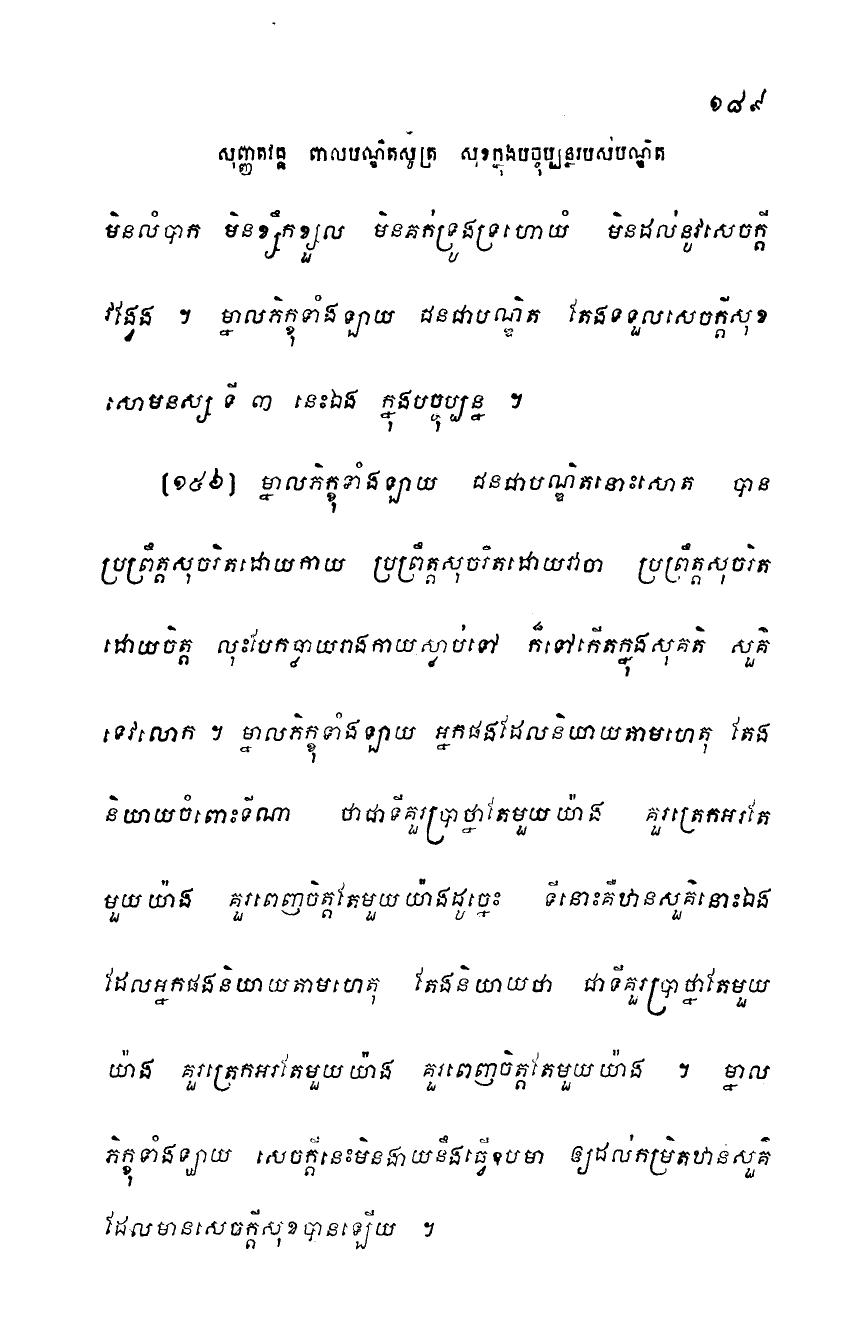 ១៨៩
សុញ្ញតវគ្គ ពាលបណ្ឌិតសូត្រ សុខក្នុងបច្ចុប្បន្នរបស់បណ្ឌិត
មិនលំបាក មិនខ្សឹកខ្សួល មិនគក់ទ្រូងទ្រហោយំ មិនដល់នូវសេចក្តី
វង្វែង ។ ម្នាលភិក្ខុទាំងឡាយ ជនជាបណ្ឌិត តែងទទួលសេចក្តីសុខ
សោមនស្ស ទី ៣ នេះឯង ក្នុងបច្ចុប្បន្ន ។
(១៥៦) ម្នាលភិក្ខុទាំងឡាយ ជនជាបណ្ឌិតនោះសោត បាន
ប្រព្រឹត្តសុចរិតដោយកាយ ប្រព្រឹត្តសុចរិតដោយវាចា ប្រព្រឹត្តសុចរិត
ដោយចិត្ត លុះបែកធ្លាយរាងកាយស្លាប់ទៅ ក៏ទៅកើតក្នុងសុគតិ សួគ៌
ទេវលោក ។ ម្នាលភិក្ខុទាំងឡាយ អ្នកផងដែលនិយាយតាមហេតុ តែង
និយាយចំពោះទីណា ថាជាទីគួរប្រាថ្នាតែមួយយ៉ាង គួរត្រេកអរតែ
មួយយ៉ាង គួរពេញចិត្តតែមួយយ៉ាងដូច្នេះ ទីនោះគឺឋានសួគ៌នោះឯង
ដែលអ្នកផងនិយាយតាមហេតុ តែងនិយាយថា ជាទីគួរប្រាថ្នាតែមួយ
យ៉ាង គួរត្រេកអរតែមួយយ៉ាង គួរពេញចិត្តតែមួយយ៉ាង ។ ម្នាល
ភិក្ខុទាំងឡាយ សេចក្តីនេះមិនងាយនឹងធ្វើឧបមា ឲ្យដល់កម្រិតឋានសួគ៌
ដែលមានសេចក្តីសុខបានឡើយ ។